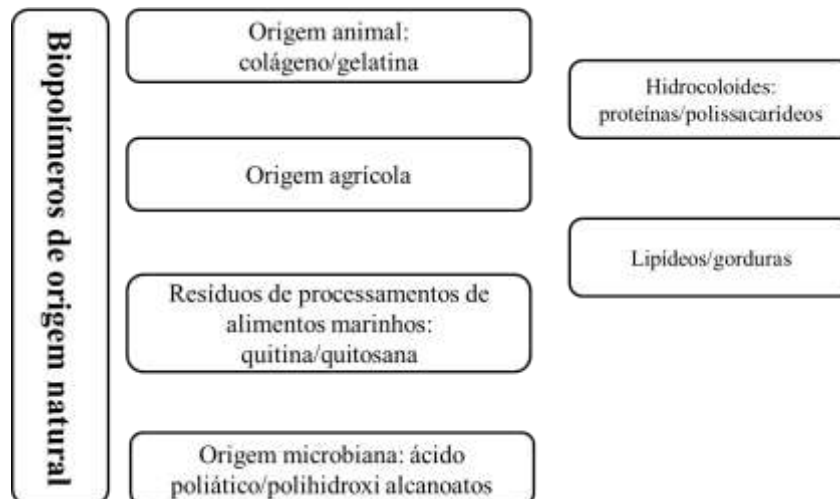 Biopolímeros de origem natural
Origem animal:
colágeno/gelatina
Origem agrícola
Resíduos de processamentos de
alimentos marinhos:
quitina/quitosana
Origem microbiana: ácido
poliático/polihidroxi alcanoatos
Hidrocoloides:
proteínas/polissacarídeos
Lipídeos/gorduras